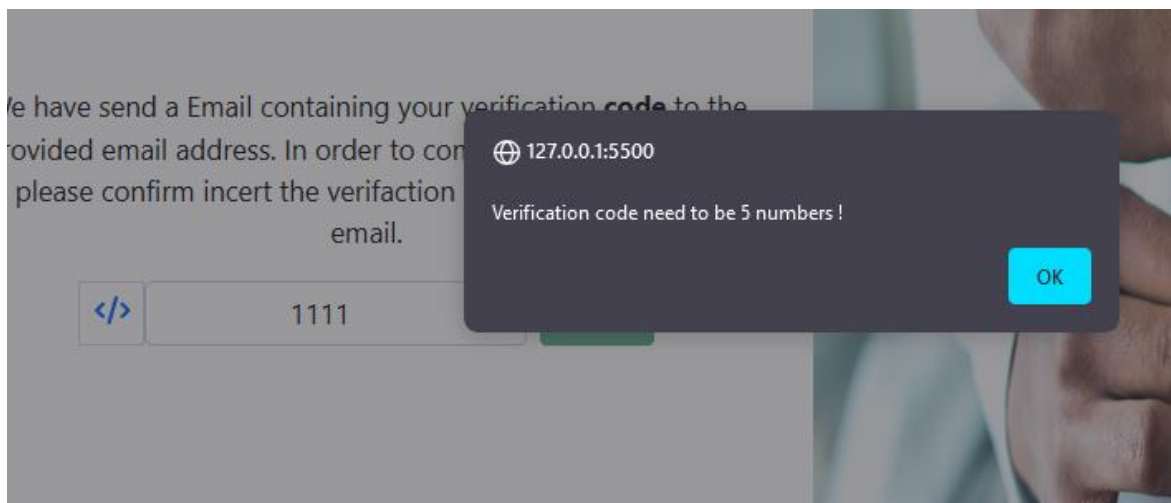 e have send a Email containing your verification code to the
ovided email address. In order to con
please confirm incert the verifaction
email.
127.0.0.1:5500
Verification code need to be 5 numbers !
OK
</> 1111